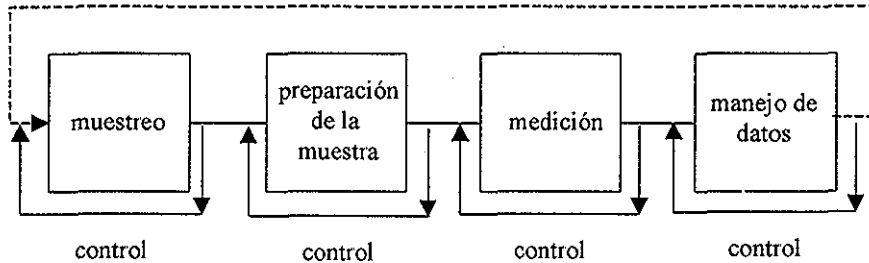 muestreo
preparación
de la
muestra
medición
manejo de
datos
control
control
control
control